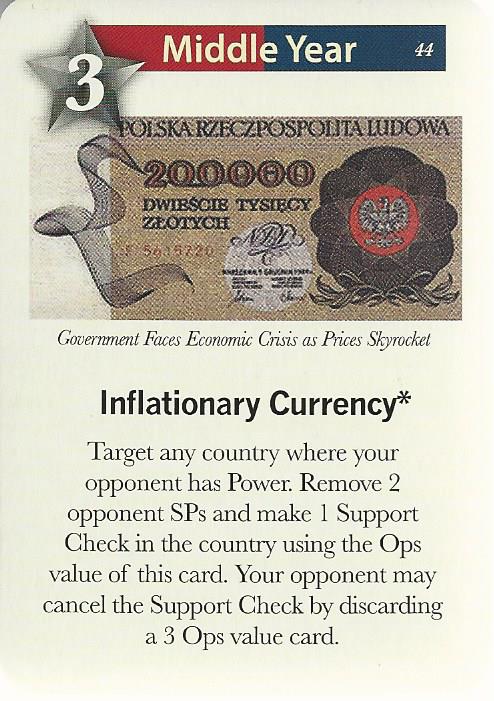 3
Middle Year
44
POLSKA RZECZPOSPOLITA LUDOWA
200000
DWIEŚCIE TYSIĘCY
ZŁOTYCH
NBP
Government Faces Economic Crisis as Prices Skyrocket
Inflationary Currency*
Target any country where your
opponent has Power. Remove 2
opponent SPs and make 1 Support
Check in the country using the Ops
value of this card. Your opponent may
cancel the Support Check by discarding
a 3 Ops value card.